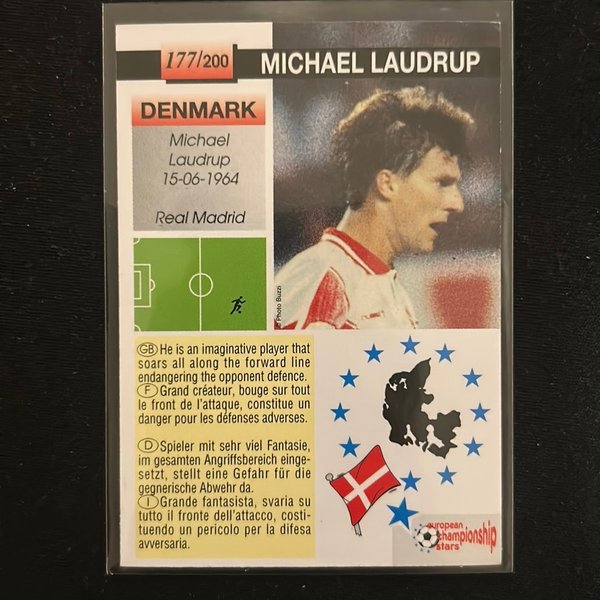 177/200
MICHAEL LAUDRUP
DENMARK
Michael
Laudrup
15-06-1964
Real Madrid
© Photo Buzzi
GB He is an imaginative player that
soars all along the forward line
endangering the opponent defence.
F Grand créateur, bouge sur tout
le front de l'attaque, constitue un
danger pour les défenses adverses.
D Spieler mit sehr viel Fantasie,
im gesamten Angriffsbereich einge-
setzt, stellt eine Gefahr für die
gegnerische Abwehr da.
I Grande fantasista, svaria su
tutto il fronte dell'attacco, costi-
tuendo un pericolo per la difesa
avversaria.
european
championship
stars